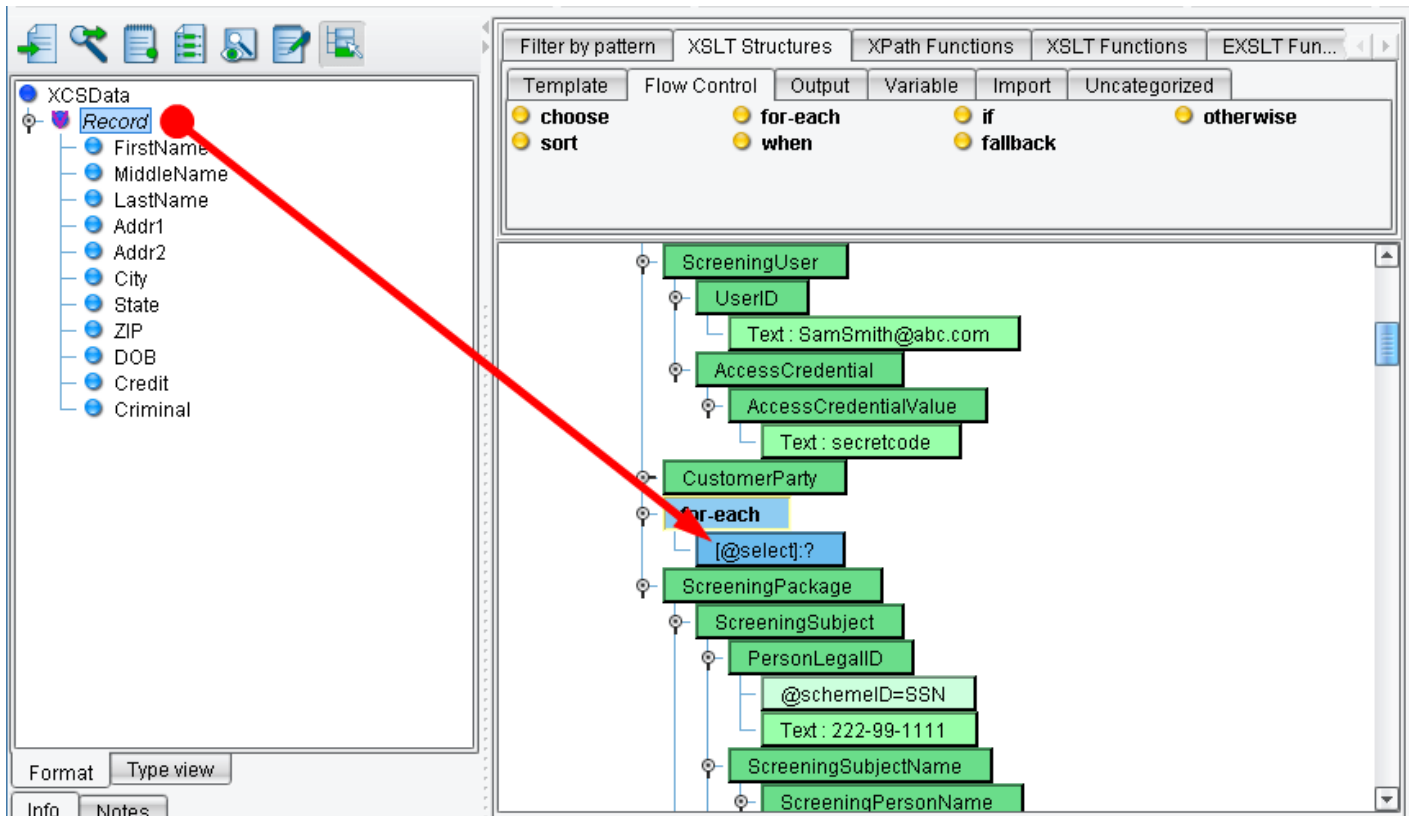 Filter by pattern XSLT Structures XPath Functions XSLT Functions EXSLT Fun...
Template Flow Control Output Variable Import Uncategorized
choose for-each if otherwise
sort when fallback
XCSData
Record
FirstName
MiddleName
LastName
Addr1
Addr2
City
State
ZIP
DOB
Credit
Criminal
Format Type view
Info Notes
ScreeningUser
UserID
Text : SamSmith@abc.com
AccessCredential
AccessCredentialValue
Text : secretcode
CustomerParty
for-each
[@select]:?
ScreeningPackage
ScreeningSubject
PersonLegalID
@schemeID=SSN
Text : 222-99-1111
ScreeningSubjectName
ScreeningPersonName